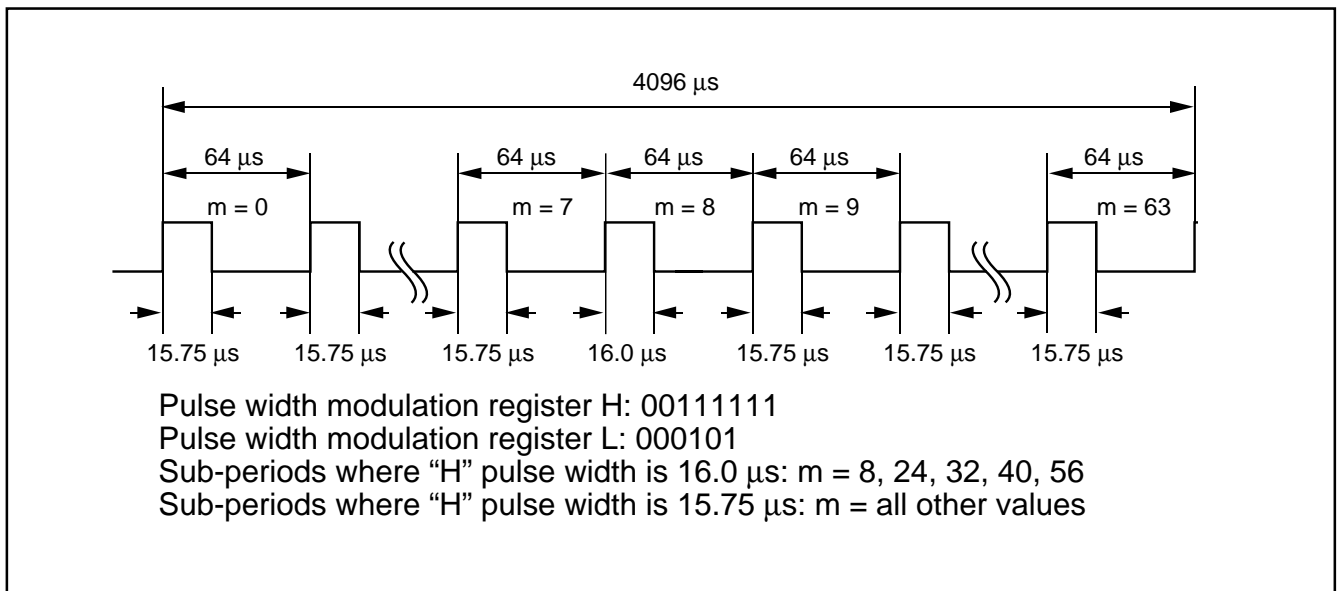 4096 μs
64 μs 64 μs 64 μs 64 μs 64 μs
m = 0 m = 7 m = 8 m = 9 m = 63
15.75 μs 15.75 μs 15.75 μs 16.0 μs 15.75 μs 15.75 μs 15.75 μs
Pulse width modulation register H: 00111111
Pulse width modulation register L: 000101
Sub-periods where “H” pulse width is 16.0 μs: m = 8, 24, 32, 40, 56
Sub-periods where “H” pulse width is 15.75 μs: m = all other values